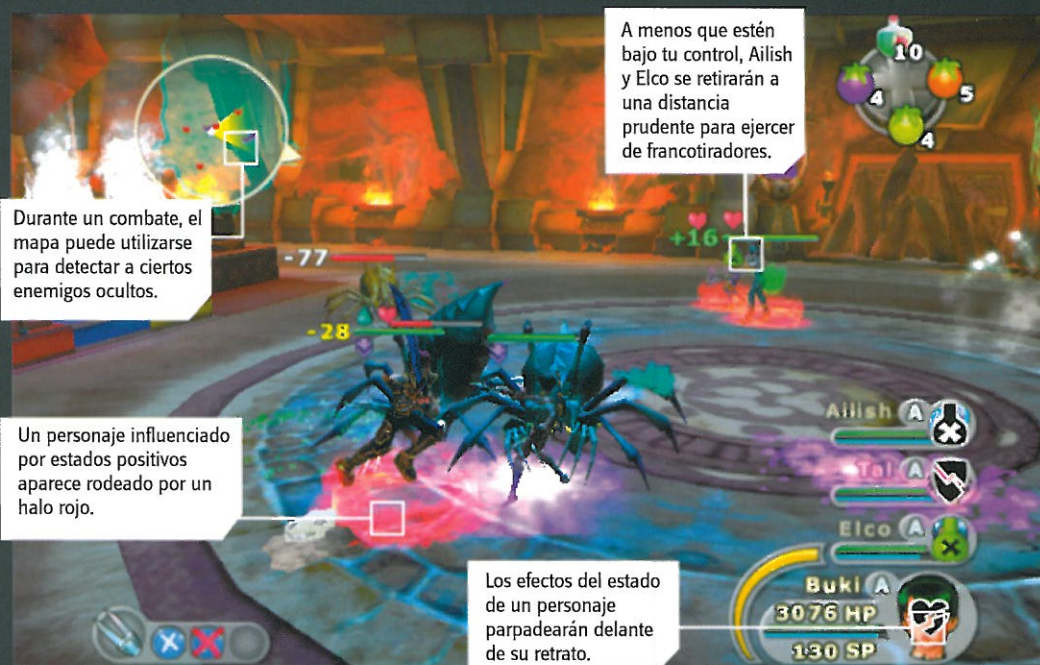 A menos que estén
bajo tu control, Ailish
y Elco se retirarán a
una distancia
prudente para ejercer
de francotiradores.
10
4
5
4
Durante un combate, el
mapa puede utilizarse
para detectar a ciertos
enemigos ocultos.
+16
-77
-28
Un personaje influenciado
por estados positivos
aparece rodeado por un
halo rojo.
Ailish A
Tal A
Elco A
Buki A
3076 HP
130 SP
Los efectos del estado
de un personaje
parpadearán delante
de su retrato.